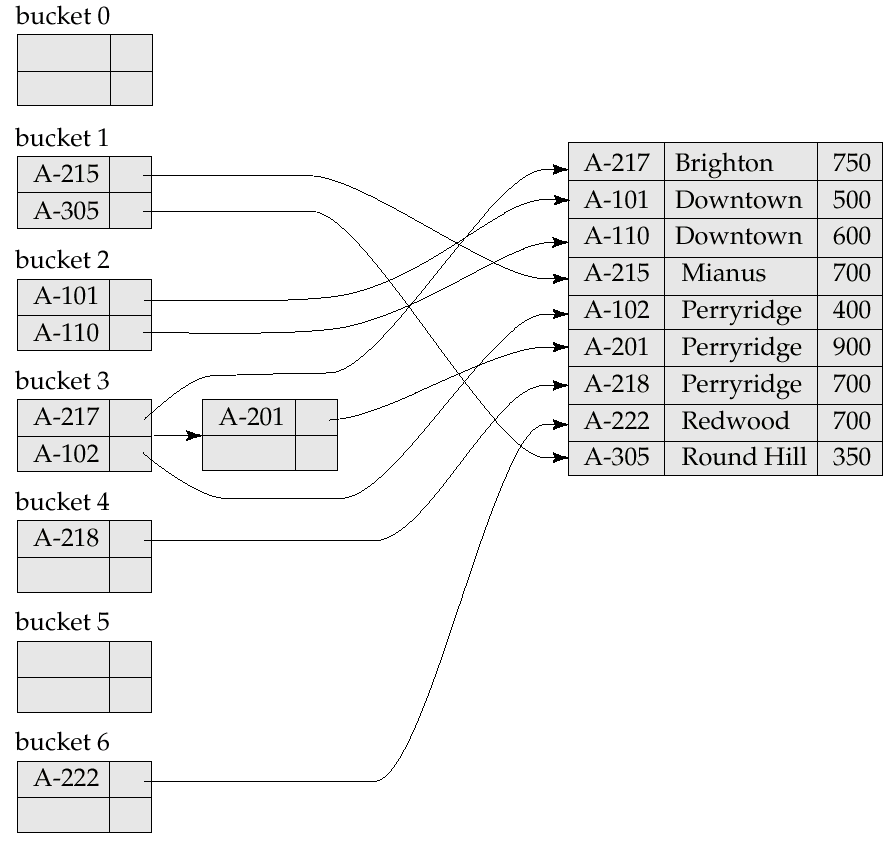 bucket 0
bucket 1
A-215
A-305
bucket 2
A-101
A-110
bucket 3
A-217
A-102
A-201
bucket 4
A-218
bucket 5
bucket 6
A-222
A-217 Brighton 750
A-101 Downtown 500
A-110 Downtown 600
A-215 Mianus 700
A-102 Perryridge 400
A-201 Perryridge 900
A-218 Perryridge 700
A-222 Redwood 700
A-305 Round Hill 350